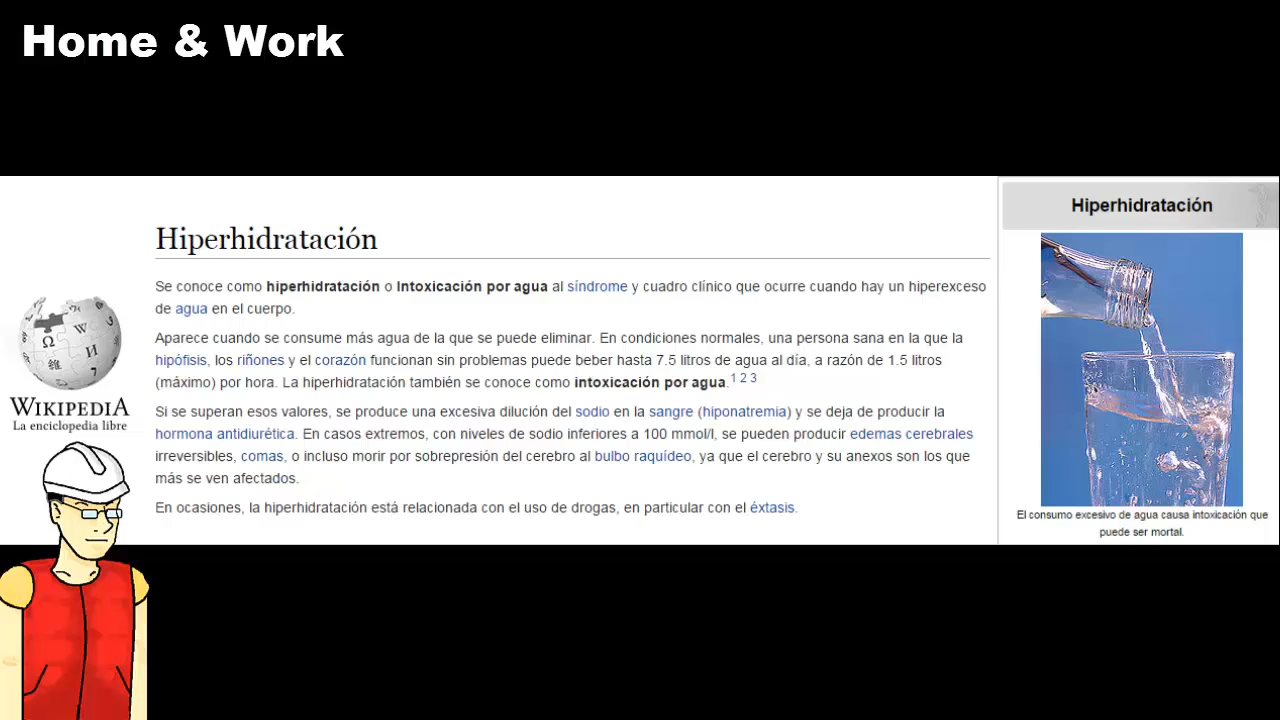 Home & Work
Hiperhidratación
Se conoce como hiperhidratación o Intoxicación por agua al síndrome y cuadro clínico que ocurre cuando hay un hiperexceso
de agua en el cuerpo.
Aparece cuando se consume más agua de la que se puede eliminar. En condiciones normales, una persona sana en la que la
hipófisis, los riñones y el corazón funcionan sin problemas puede beber hasta 7.5 litros de agua al día, a razón de 1.5 litros
(máximo) por hora. La hiperhidratación también se conoce como intoxicación por agua.1 2 3
Si se superan esos valores, se produce una excesiva dilución del sodio en la sangre (hiponatremia) y se deja de producir la
hormona antidiurética. En casos extremos, con niveles de sodio inferiores a 100 mmol/l, se pueden producir edemas cerebrales
irreversibles, comas, o incluso morir por sobrepresión del cerebro al bulbo raquídeo, ya que el cerebro y su anexos son los que
más se ven afectados.
En ocasiones, la hiperhidratación está relacionada con el uso de drogas, en particular con el éxtasis.
Ω
W
И
維
7
WIKIPEDIA
La enciclopedia libre
Hiperhidratación
El consumo excesivo de agua causa intoxicación que
puede ser mortal.